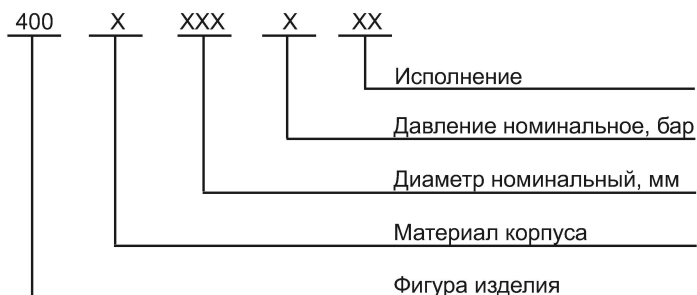 400 X XXX X XX
Исполнение
Давление номинальное, бар
Диаметр номинальный, мм
Материал корпуса
Фигура изделия